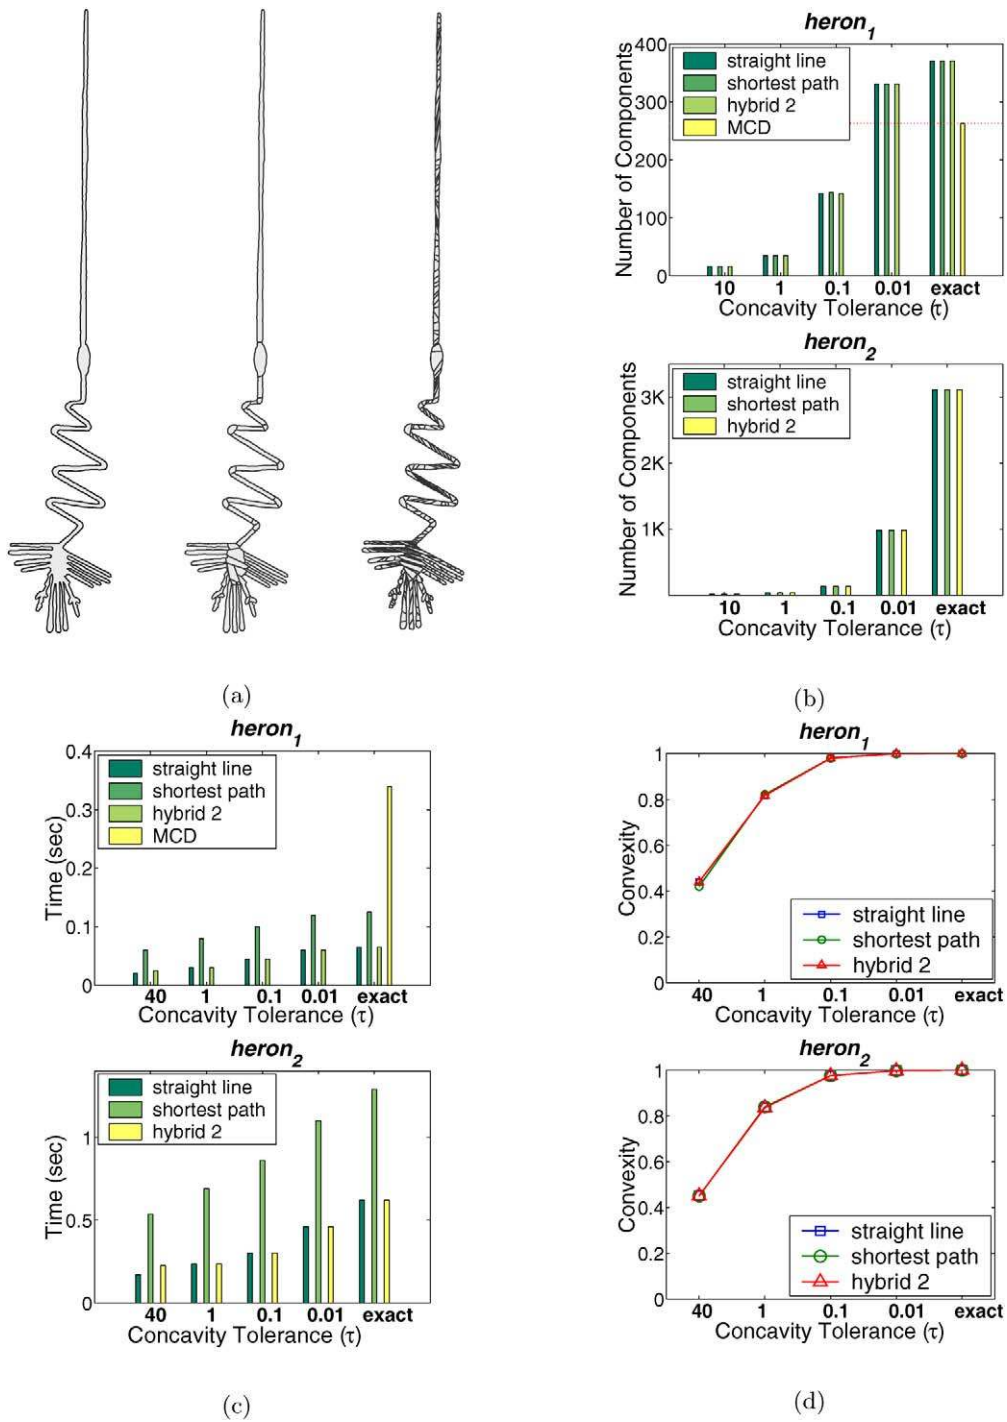 heron1
400
300
200
100
0
Number of Components
straight line
shortest path
hybrid 2
MCD
10 1 0.1 0.01 exact
Concavity Tolerance (τ)
heron2
3K
2K
1K
Number of Components
straight line
shortest path
hybrid 2
10 1 0.1 0.01 exact
Concavity Tolerance (τ)
(a)
(b)
heron1
0.4
0.3
0.2
0.1
0
Time (sec)
straight line
shortest path
hybrid 2
MCD
40 1 0.1 0.01 exact
Concavity Tolerance (τ)
heron2
1
0.5
0
Time (sec)
straight line
shortest path
hybrid 2
40 1 0.1 0.01 exact
Concavity Tolerance (τ)
(c)
heron1
1
0.8
0.6
0.4
0.2
0
Convexity
straight line
shortest path
hybrid 2
40 1 0.1 0.01 exact
Concavity Tolerance (τ)
heron2
1
0.8
0.6
0.4
0.2
0
Convexity
straight line
shortest path
hybrid 2
40 1 0.1 0.01 exact
Concavity Tolerance (τ)
(d)